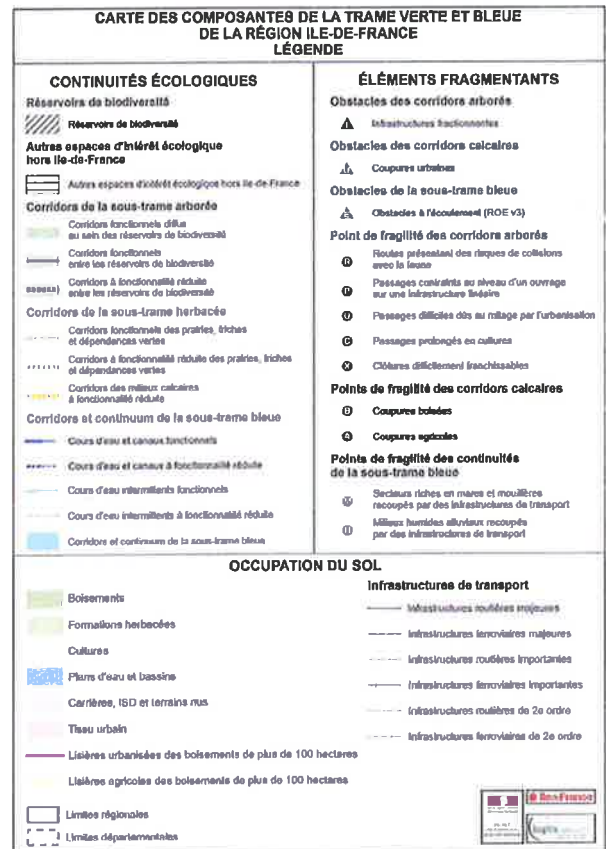 CARTE DES COMPOSANTES DE LA TRAME VERTE ET BLEUE
DE LA RÉGION ILE-DE-FRANCE
LÉGENDE
CONTINUITÉS ÉCOLOGIQUES
Réservoirs de biodiversité
Réservoirs de biodiversité
Autres espaces d'intérêt écologique
hors Ile-de-France
Autres espaces d'intérêt écologique hors Ile-de-France
Corridors de la sous-trame arborée
Corridors fonctionnels diffus
au sein des réservoirs de biodiversité
Corridors fonctionnels
entre les réservoirs de biodiversité
Corridors à fonctionnalité réduite
entre les réservoirs de biodiversité
Corridors de la sous-trame herbacée
Corridors fonctionnels des prairies, friches
et dépendances vertes
Corridors à fonctionnalité réduite des prairies, friches
et dépendances vertes
Corridors des milieux calcaires
à fonctionnalité réduite
Corridors et continuum de la sous-trame bleue
Cours d'eau et canaux fonctionnels
Cours d'eau et canaux à fonctionnalité réduite
Cours d'eau intermittents fonctionnels
Cours d'eau intermittents à fonctionnalité réduite
Corridors et continuum de la sous-trame bleue
ÉLÉMENTS FRAGMENTANTS
Obstacles des corridors arborés
Infrastructures fractionnantes
Obstacles des corridors calcaires
Coupures urbaines
Obstacles de la sous-trame bleue
Obstacles à l'écoulement (ROE v3)
Point de fragilité des corridors arborés
Routes présentant des risques de collisions
avec la faune
Passages contraints au niveau d'un ouvrage
sur une infrastructure linéaire
Passages difficiles dûs au mitage par l'urbanisation
C Passages prolongés en cultures
Clôtures difficilement franchissables
Points de fragilité des corridors calcaires
Coupures boisées
Coupures agricoles
Points de fragilité des continuités
de la sous-trame bleue
Secteurs riches en mares et mouillères
recoupés par des infrastructures de transport
Milieux humides alluviaux recoupés
par des infrastructures de transport
OCCUPATION DU SOL
Boisements
Formations herbacées
Cultures
Plans d'eau et bassins
Carrières, ISD et terrains nus
Tissu urbain
Lisières urbanisées des boisements de plus de 100 hectares
Lisières agricoles des boisements de plus de 100 hectares
Limites régionales
Limites départementales
Infrastructures de transport
Infrastructures routières majeures
Infrastructures ferroviaires majeures
Infrastructures routières importantes
Infrastructures ferroviaires importantes
Infrastructures routières de 2e ordre
Infrastructures ferroviaires de 2e ordre